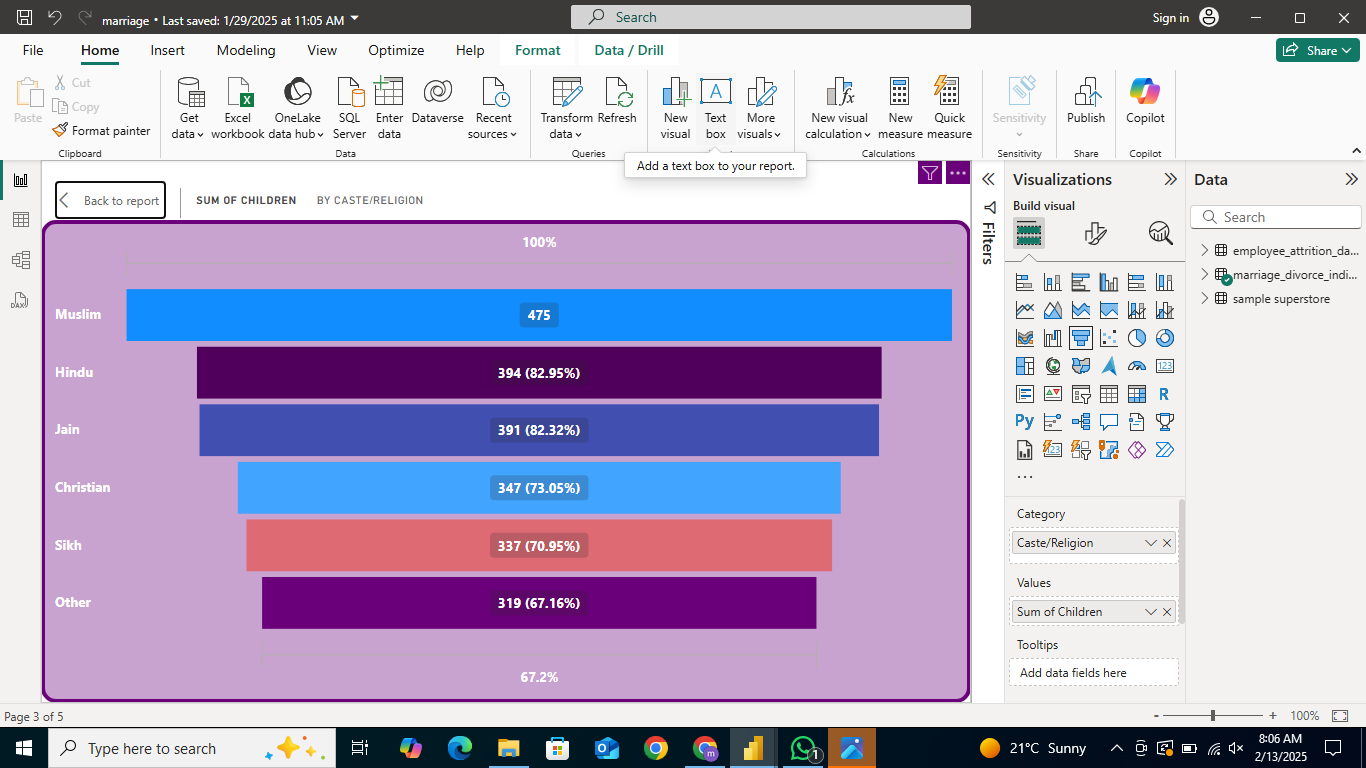 marriage • Last saved: 1/29/2025 at 11:05 AM
Search
Sign in
File Home Insert Modeling View Optimize Help Format Data / Drill
Share
Paste
Cut
Copy
Format painter
Get data
Excel workbook
OneLake data hub
SQL Server
Enter data
Dataverse
Recent sources
Transform data
Refresh
New visual
Text box
More visuals
New visual calculation
New measure
Quick measure
Sensitivity
Publish
Copilot
Clipboard Data Queries Calculations Sensitivity Share Copilot
Add a text box to your report.
Back to report
SUM OF CHILDREN BY CASTE/RELIGION
100%
Muslim 475
Hindu 394 (82.95%)
Jain 391 (82.32%)
Christian 347 (73.05%)
Sikh 337 (70.95%)
Other 319 (67.16%)
67.2%
Filters
Visualizations
Build visual
123
R
Py
123
...
Category
Caste/Religion
Values
Sum of Children
Tooltips
Add data fields here
Data
Search
employee_attrition_da...
marriage_divorce_indi...
sample superstore
DAX
Page 3 of 5
- + 100%
Type here to search
m
1
21°C Sunny
8:06 AM
2/13/2025